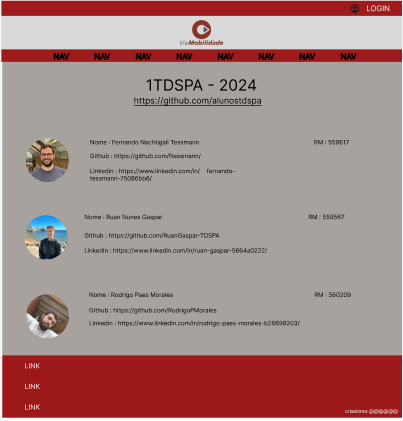 LOGIN
ViaMobilidade
NAV NAV NAV NAV NAV NAV NAV NAV
1TDSPA - 2024
https://github.com/alunostdspa
Nome : Fernando Nachtigall Tessmann RM : 559617
Github : https://github.com/ftessmann/
Linkedin : https://www.linkedin.com/in/ fernando-
tessmann-75086bb6/
Nome : Ruan Nunes Gaspar RM : 559567
Github : https://github.com/RuanGaspar-TDSPA
Linkedin : https://www.linkedin.com/in/ruan-gaspar-5664a0222/
Nome : Rodrigo Paes Morales RM : 560209
Github : https://github.com/RodrigoPMorales
Linkedin : https://www.linkedin.com/in/rodrigo-paes-morales-b26698203/
LINK
LINK
LINK
criadores @@@@@@